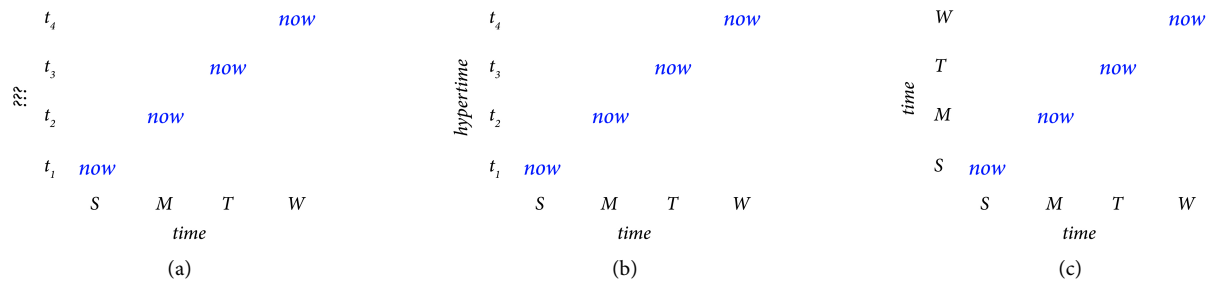 t4 now t4 now W now
t3 now t3 now T now
??? hypertime time
t2 now t2 now M now
t1 now t1 now S now
S M T W S M T W S M T W
time time time
(a) (b) (c)